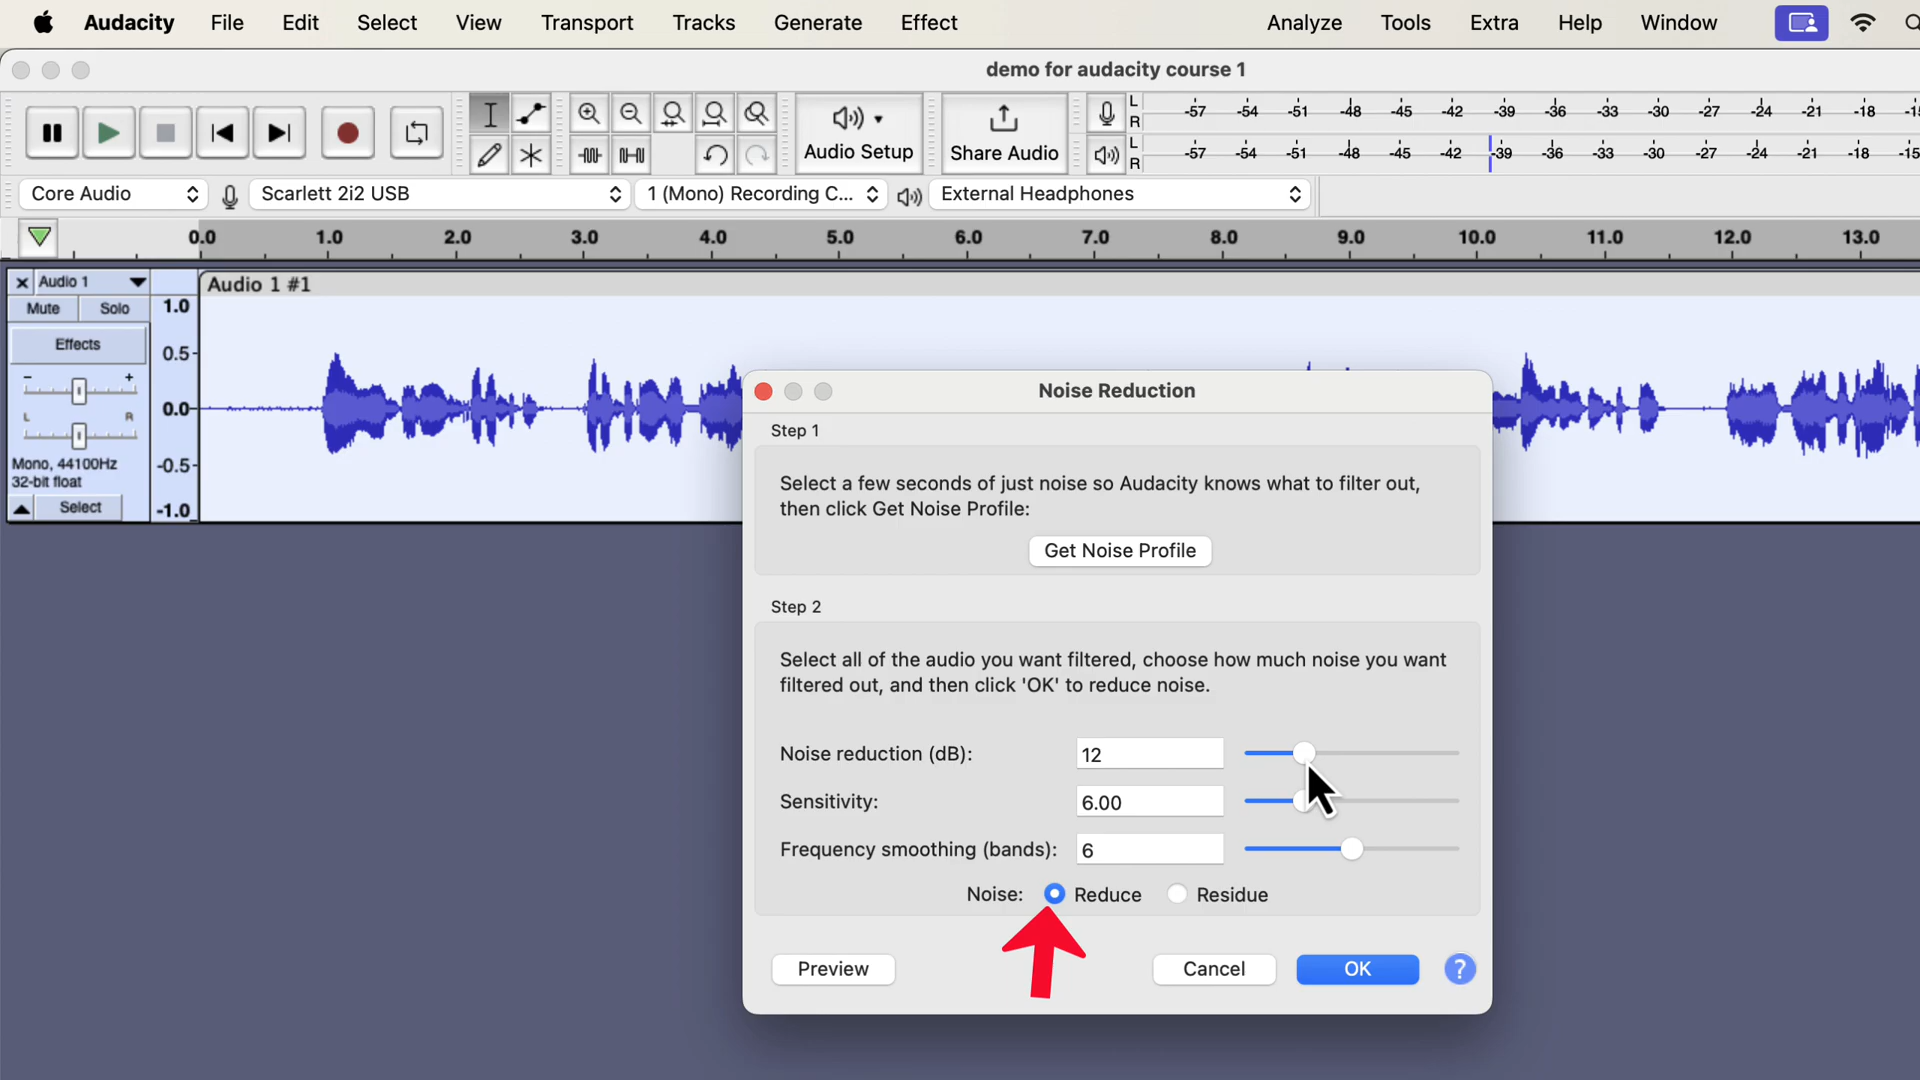 Audacity File Edit Select View Transport Tracks Generate Effect Analyze Tools Extra Help Window
demo for audacity course 1
L -57 -54 -51 -48 -45 -42 -39 -36 -33 -30 -27 -24 -21 -18
R
Audio Setup Share Audio
L -57 -54 -51 -48 -45 -42 -39 -36 -33 -30 -27 -24 -21 -18 -15
R
Core Audio Scarlett 2i2 USB 1 (Mono) Recording C... External Headphones
0.0 1.0 2.0 3.0 4.0 5.0 6.0 7.0 8.0 9.0 10.0 11.0 12.0 13.0
Audio 1
Audio 1 #1
Mute Solo
Effects
- +
L R
Mono, 44100Hz
32-bit float
Select
1.0
0.5
0.0
-0.5
-1.0
Noise Reduction
Step 1
Select a few seconds of just noise so Audacity knows what to filter out,
then click Get Noise Profile:
Get Noise Profile
Step 2
Select all of the audio you want filtered, choose how much noise you want
filtered out, and then click 'OK' to reduce noise.
Noise reduction (dB): 12
Sensitivity: 6.00
Frequency smoothing (bands): 6
Noise: Reduce Residue
Preview Cancel OK ?